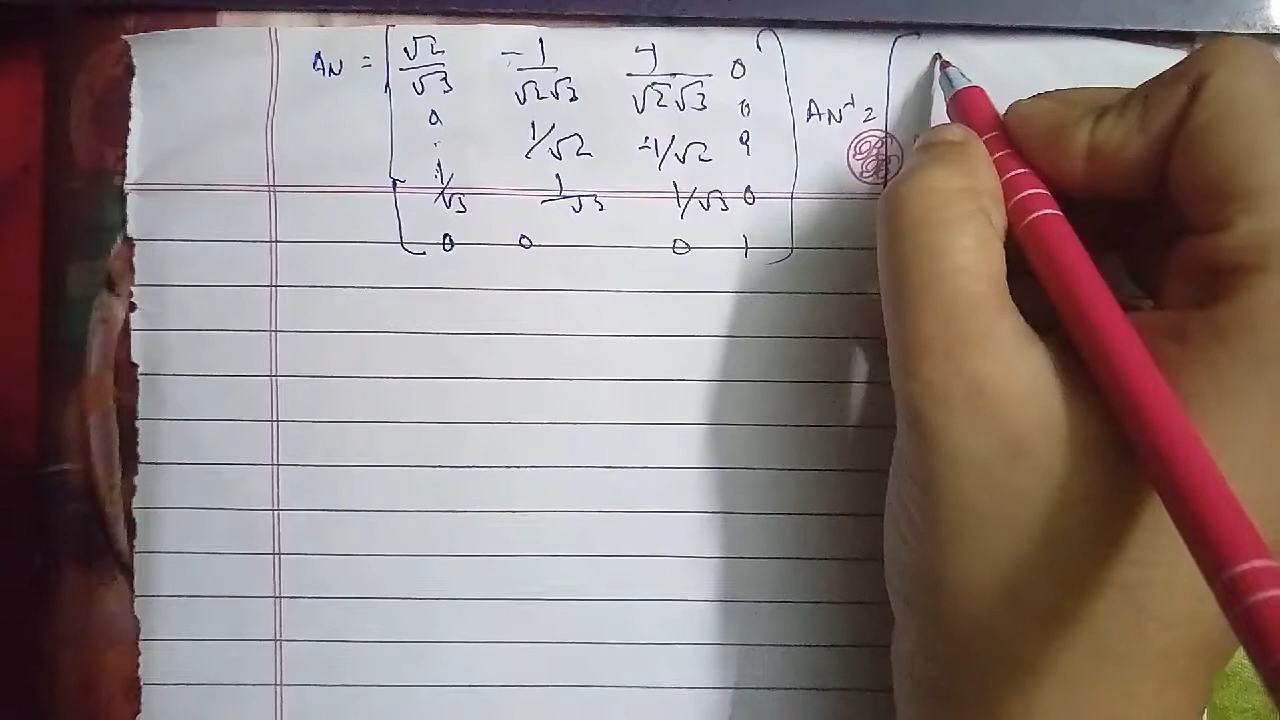 AN = [ √2/√3 -1/√2√3 -1/√2√3 0 ] AN⁻¹ = [
0 1/√2 -1/√2 0
1/√3 1/√3 1/√3 0
0 0 0 1